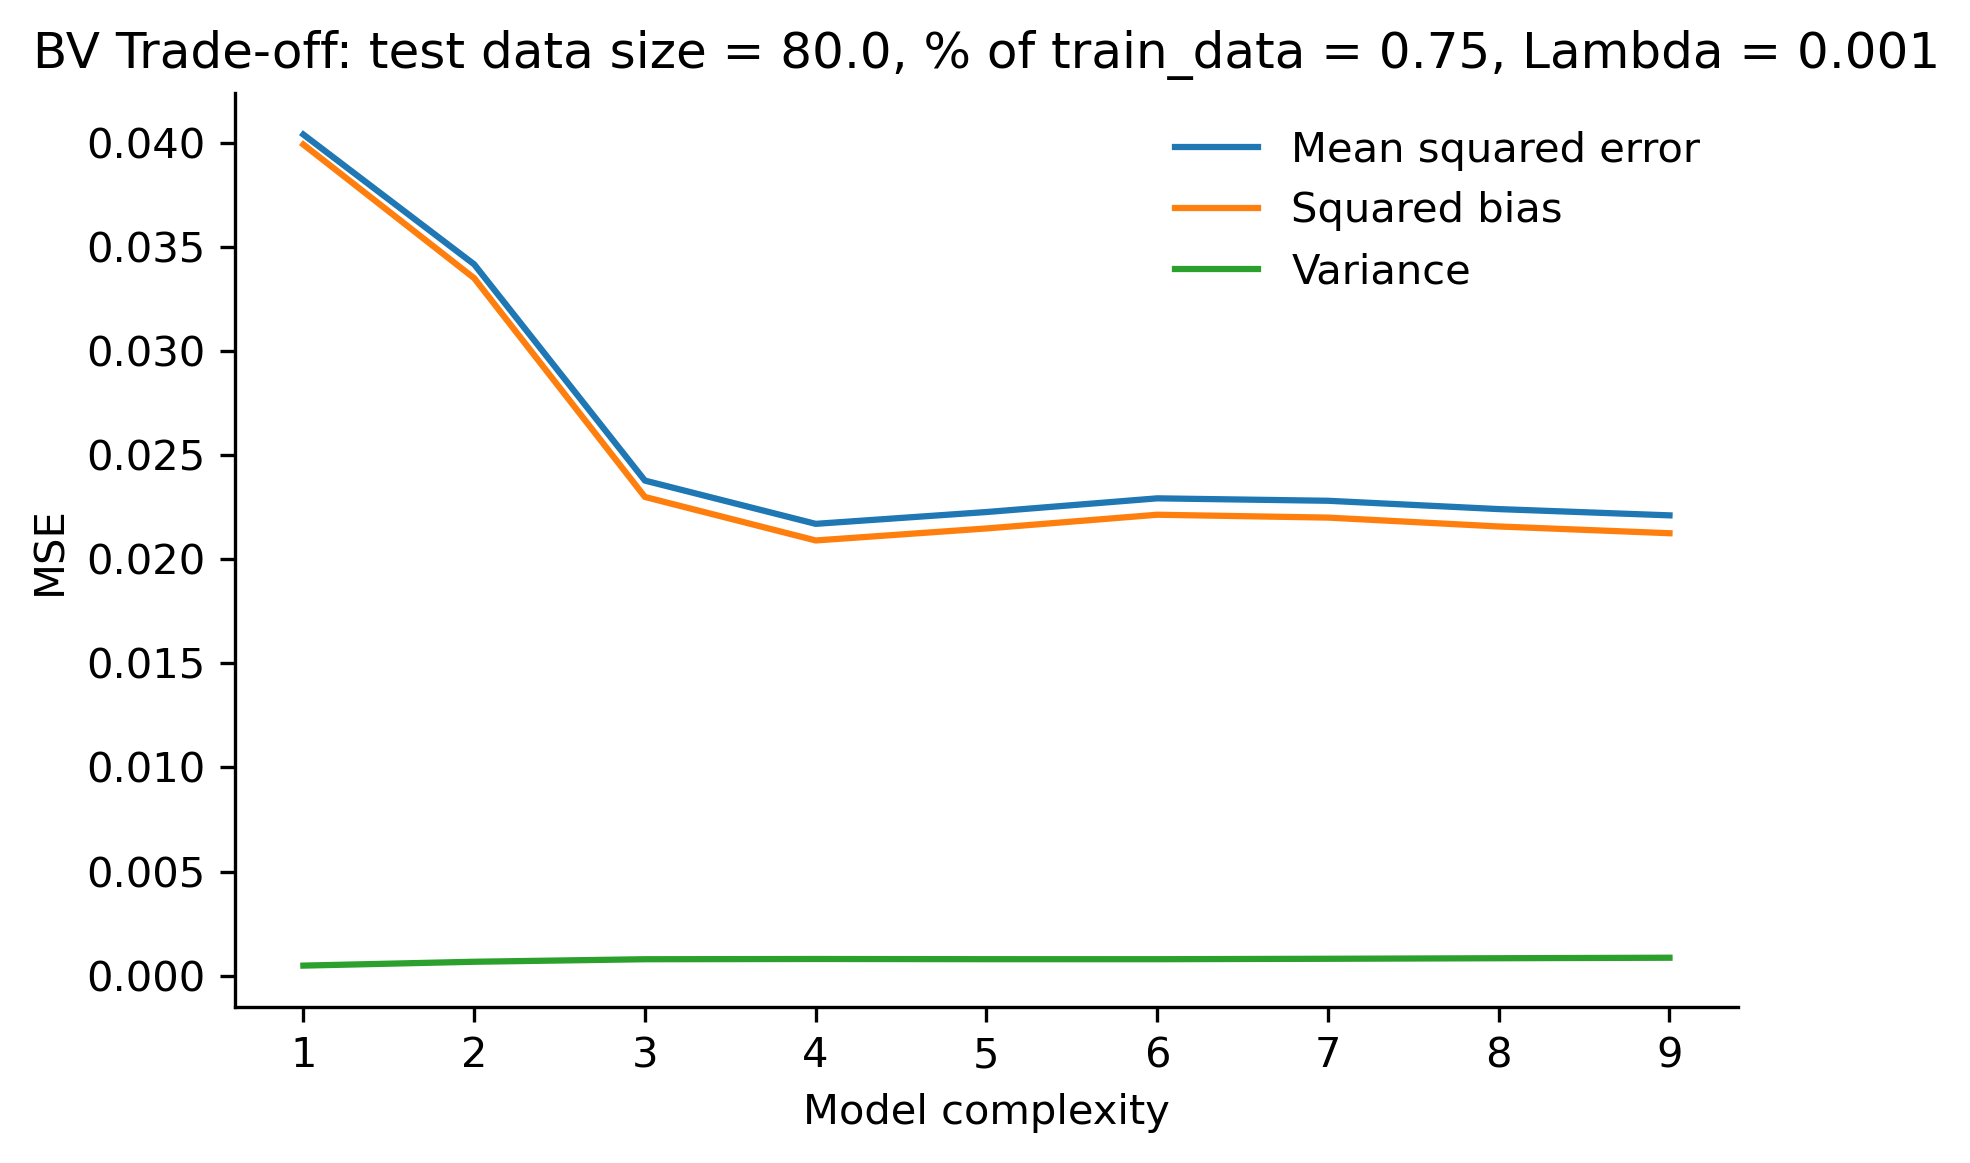 BV Trade-off: test data size = 80.0, % of train_data = 0.75, Lambda = 0.001
Mean squared error
Squared bias
Variance
0.040
0.035
0.030
0.025
0.020
0.015
0.010
0.005
0.000
MSE
1 2 3 4 5 6 7 8 9
Model complexity